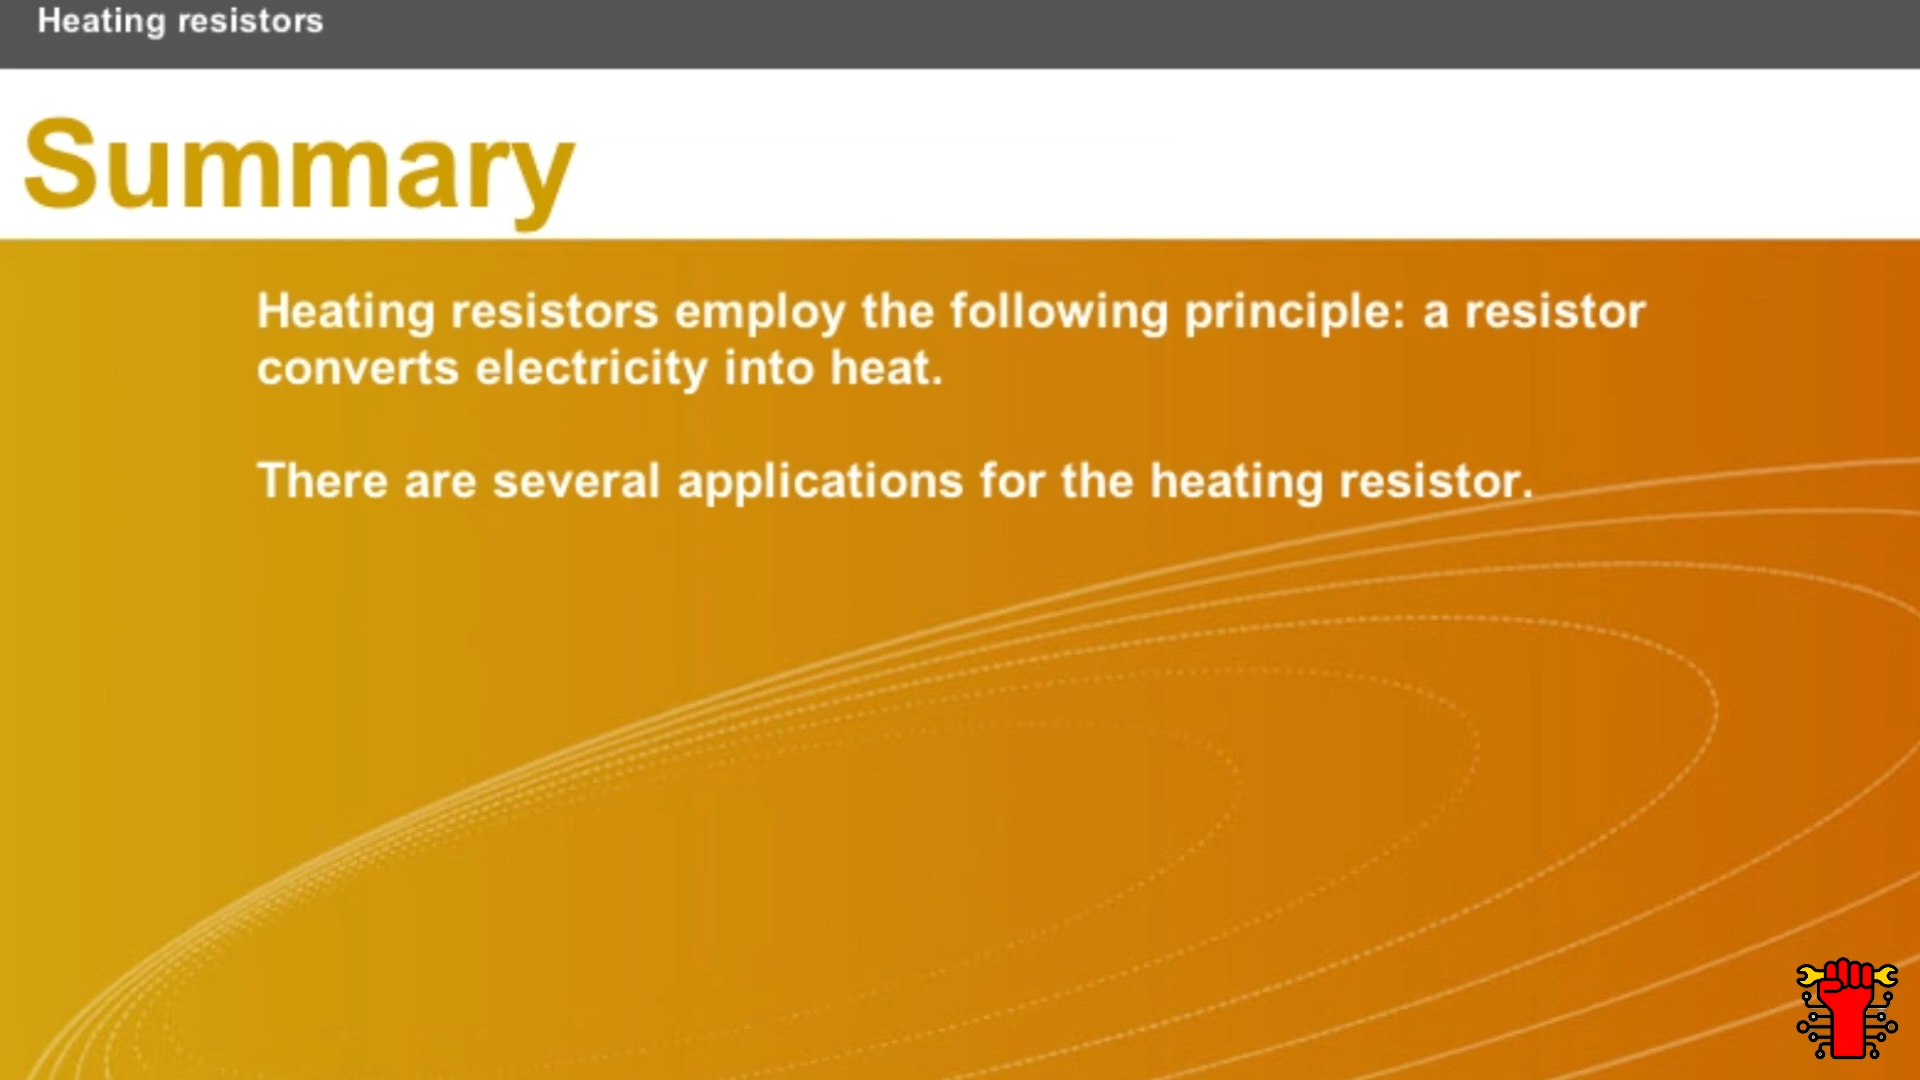 Heating resistors
Summary
Heating resistors employ the following principle: a resistor
converts electricity into heat.
There are several applications for the heating resistor.